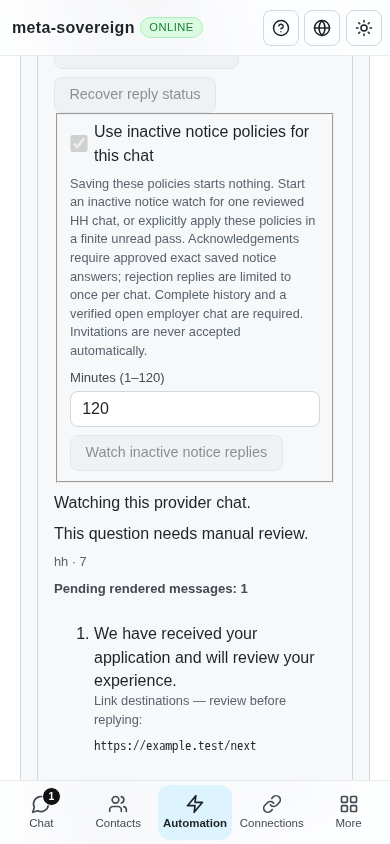 meta-sovereign ONLINE
Recover reply status
Use inactive notice policies for
this chat
Saving these policies starts nothing. Start
an inactive notice watch for one reviewed
HH chat, or explicitly apply these policies in
a finite unread pass. Acknowledgements
require approved exact saved notice
answers; rejection replies are limited to
once per chat. Complete history and a
verified open employer chat are required.
Invitations are never accepted
automatically.
Minutes (1–120)
120
Watch inactive notice replies
Watching this provider chat.
This question needs manual review.
hh · 7
Pending rendered messages: 1
1. We have received your
application and will review your
experience.
Link destinations — review before
replying:
https://example.test/next
1
Chat Contacts Automation Connections More